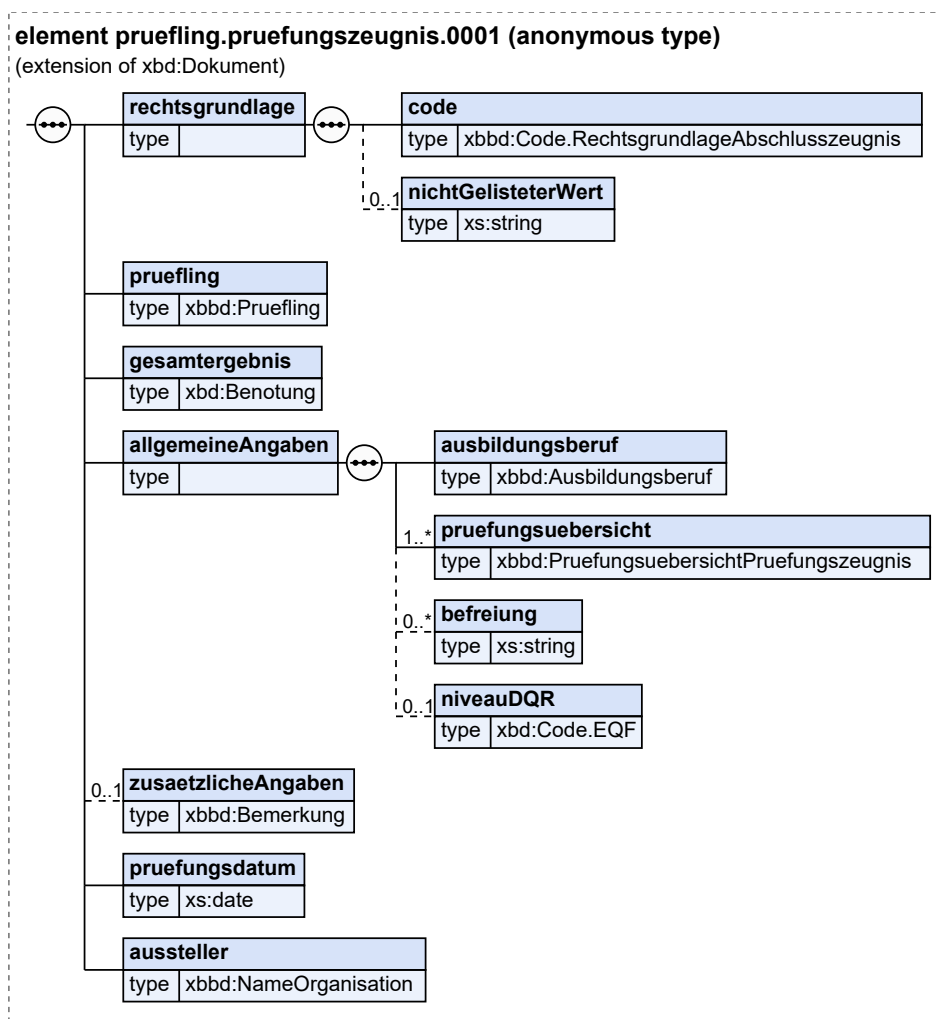 element pruefling.pruefungszeugnis.0001 (anonymous type)
(extension of xbd:Dokument)
rechtsgrundlage
type
code
type xbbd:Code.RechtsgrundlageAbschlusszeugnis
0..1
nichtGelisteterWert
type xs:string
pruefling
type xbbd:Pruefling
gesamtergebnis
type xbd:Benotung
allgemeineAngaben
type
ausbildungsberuf
type xbbd:Ausbildungsberuf
1..*
pruefungsuebersicht
type xbbd:PruefungsuebersichtPruefungszeugnis
0..*
befreiung
type xs:string
0..1
niveauDQR
type xbd:Code.EQF
0..1
zusaetzlicheAngaben
type xbbd:Bemerkung
pruefungsdatum
type xs:date
aussteller
type xbbd:NameOrganisation